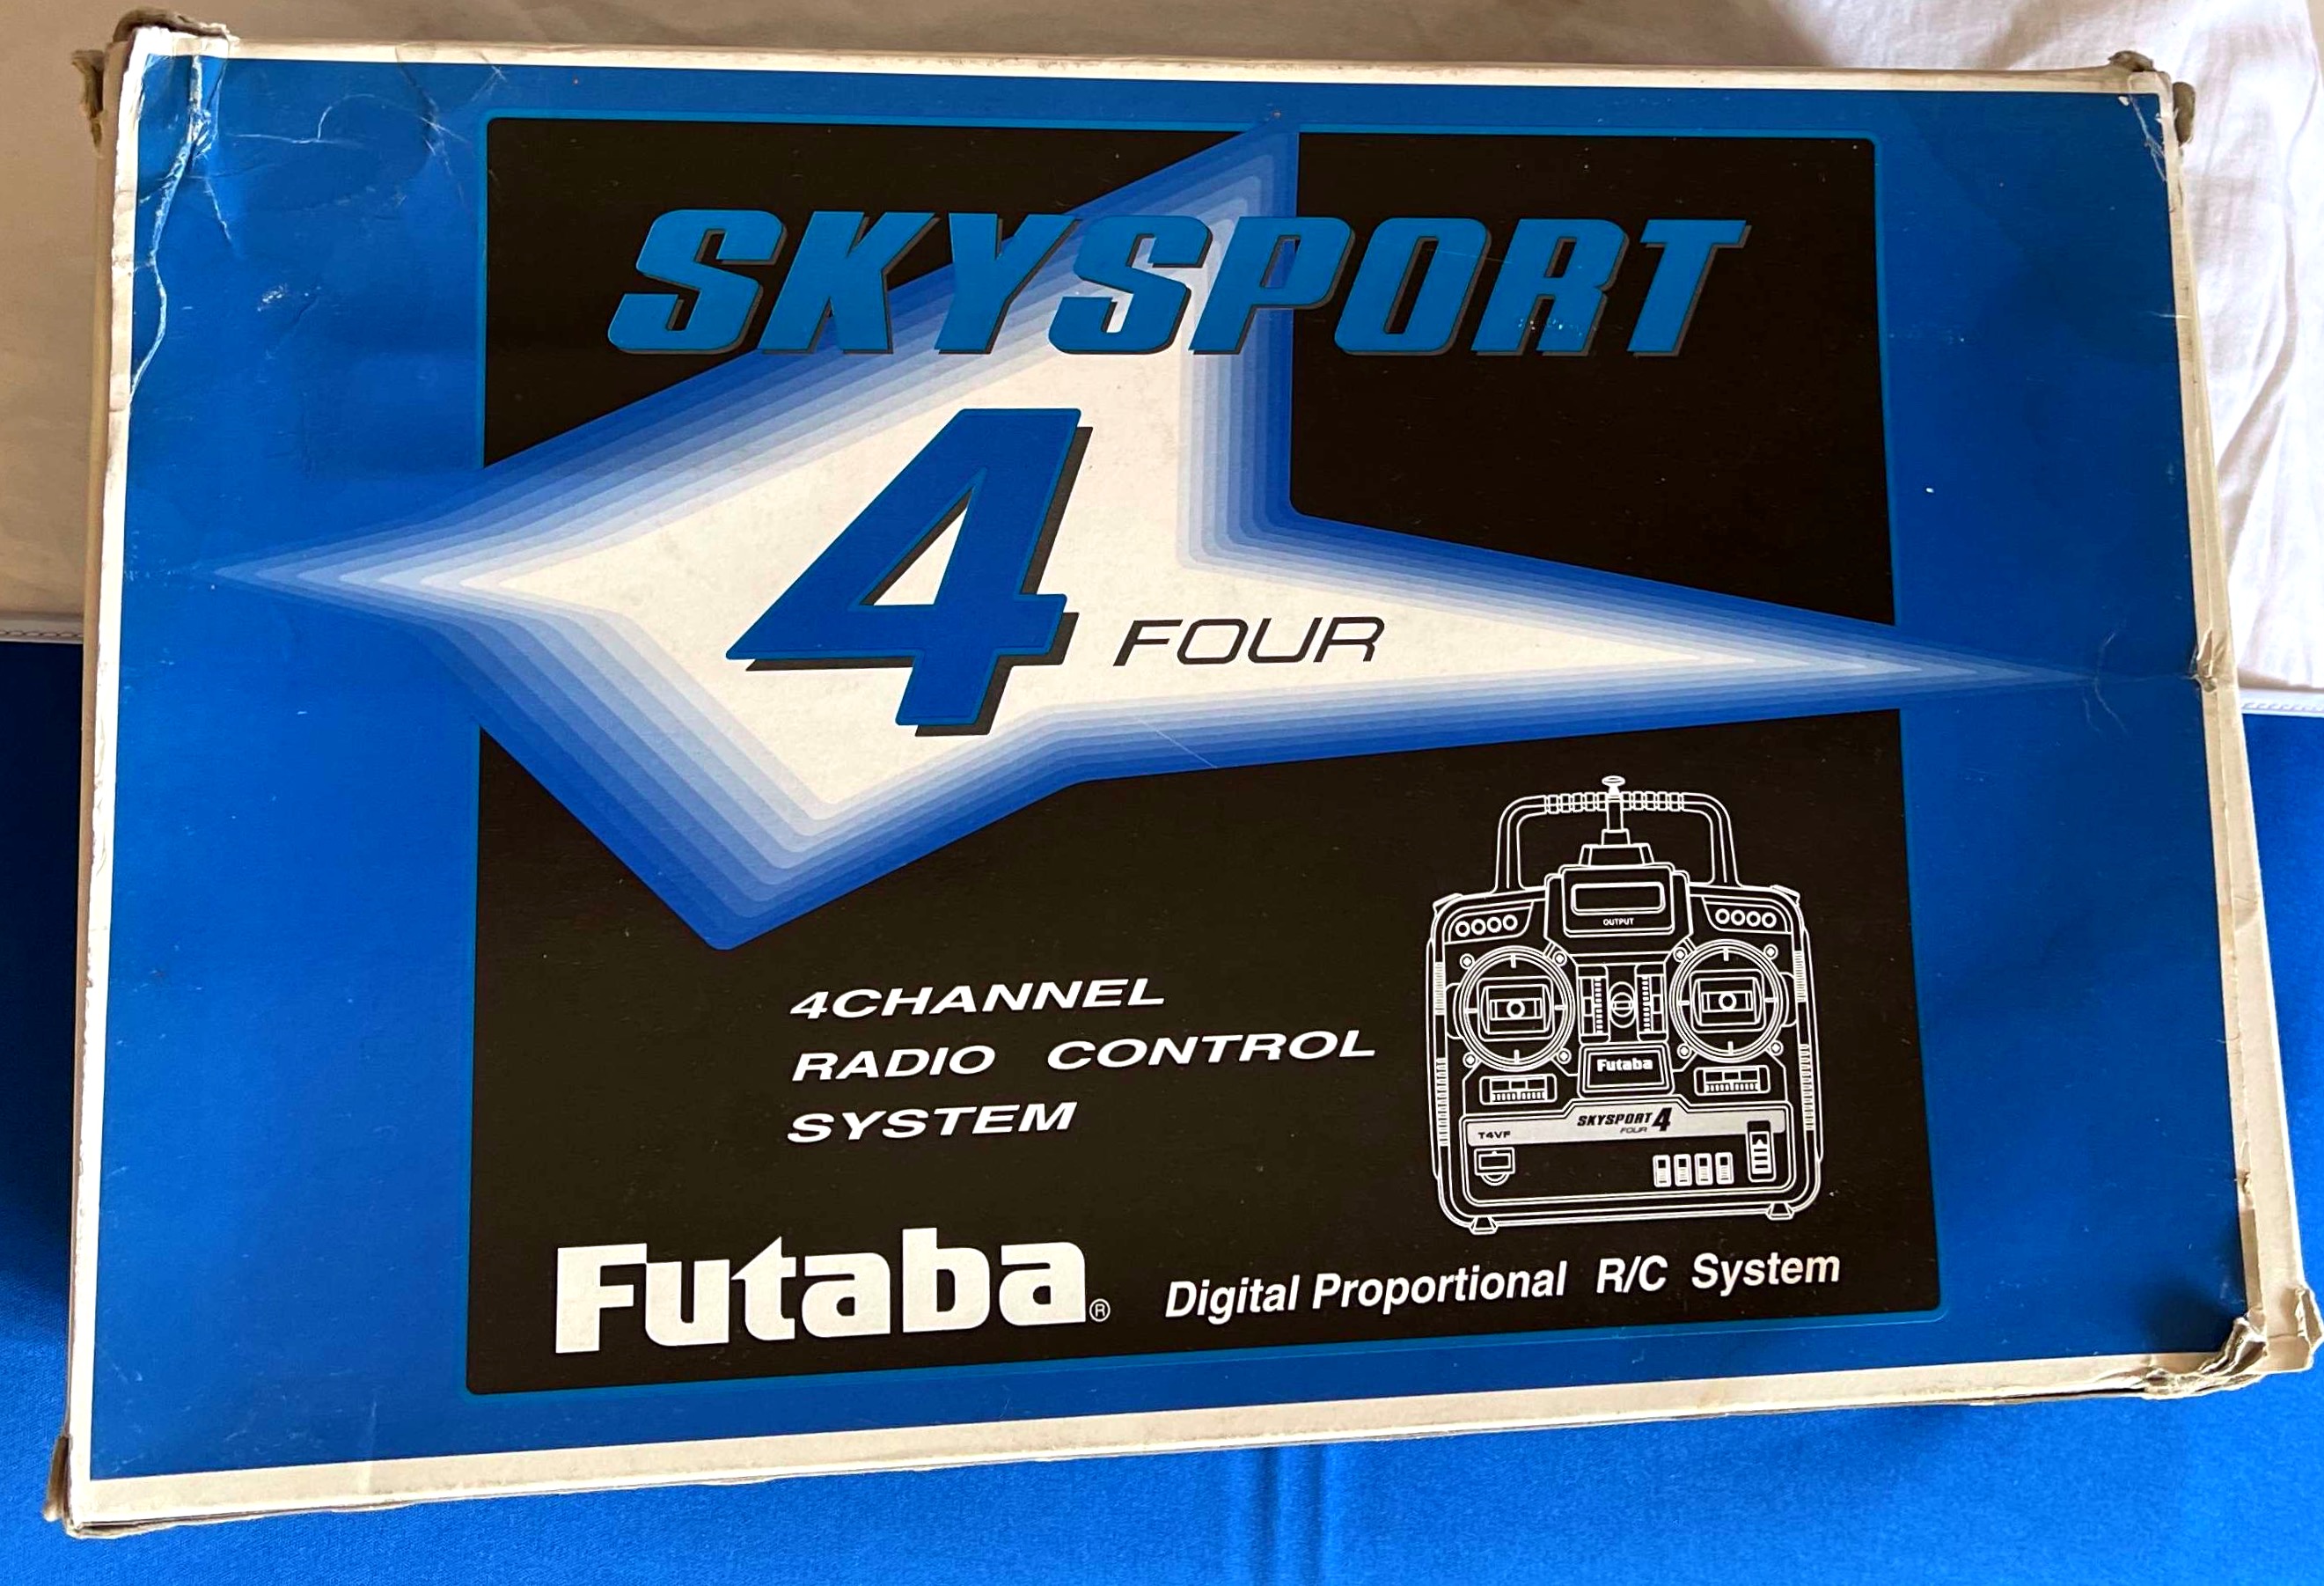 SKYSPORT
4 FOUR
4CHANNEL
RADIO CONTROL
SYSTEM
OUTPUT
Futaba
SKYSPORT 4
FOUR
T4VF
Futaba®
Digital Proportional R/C System